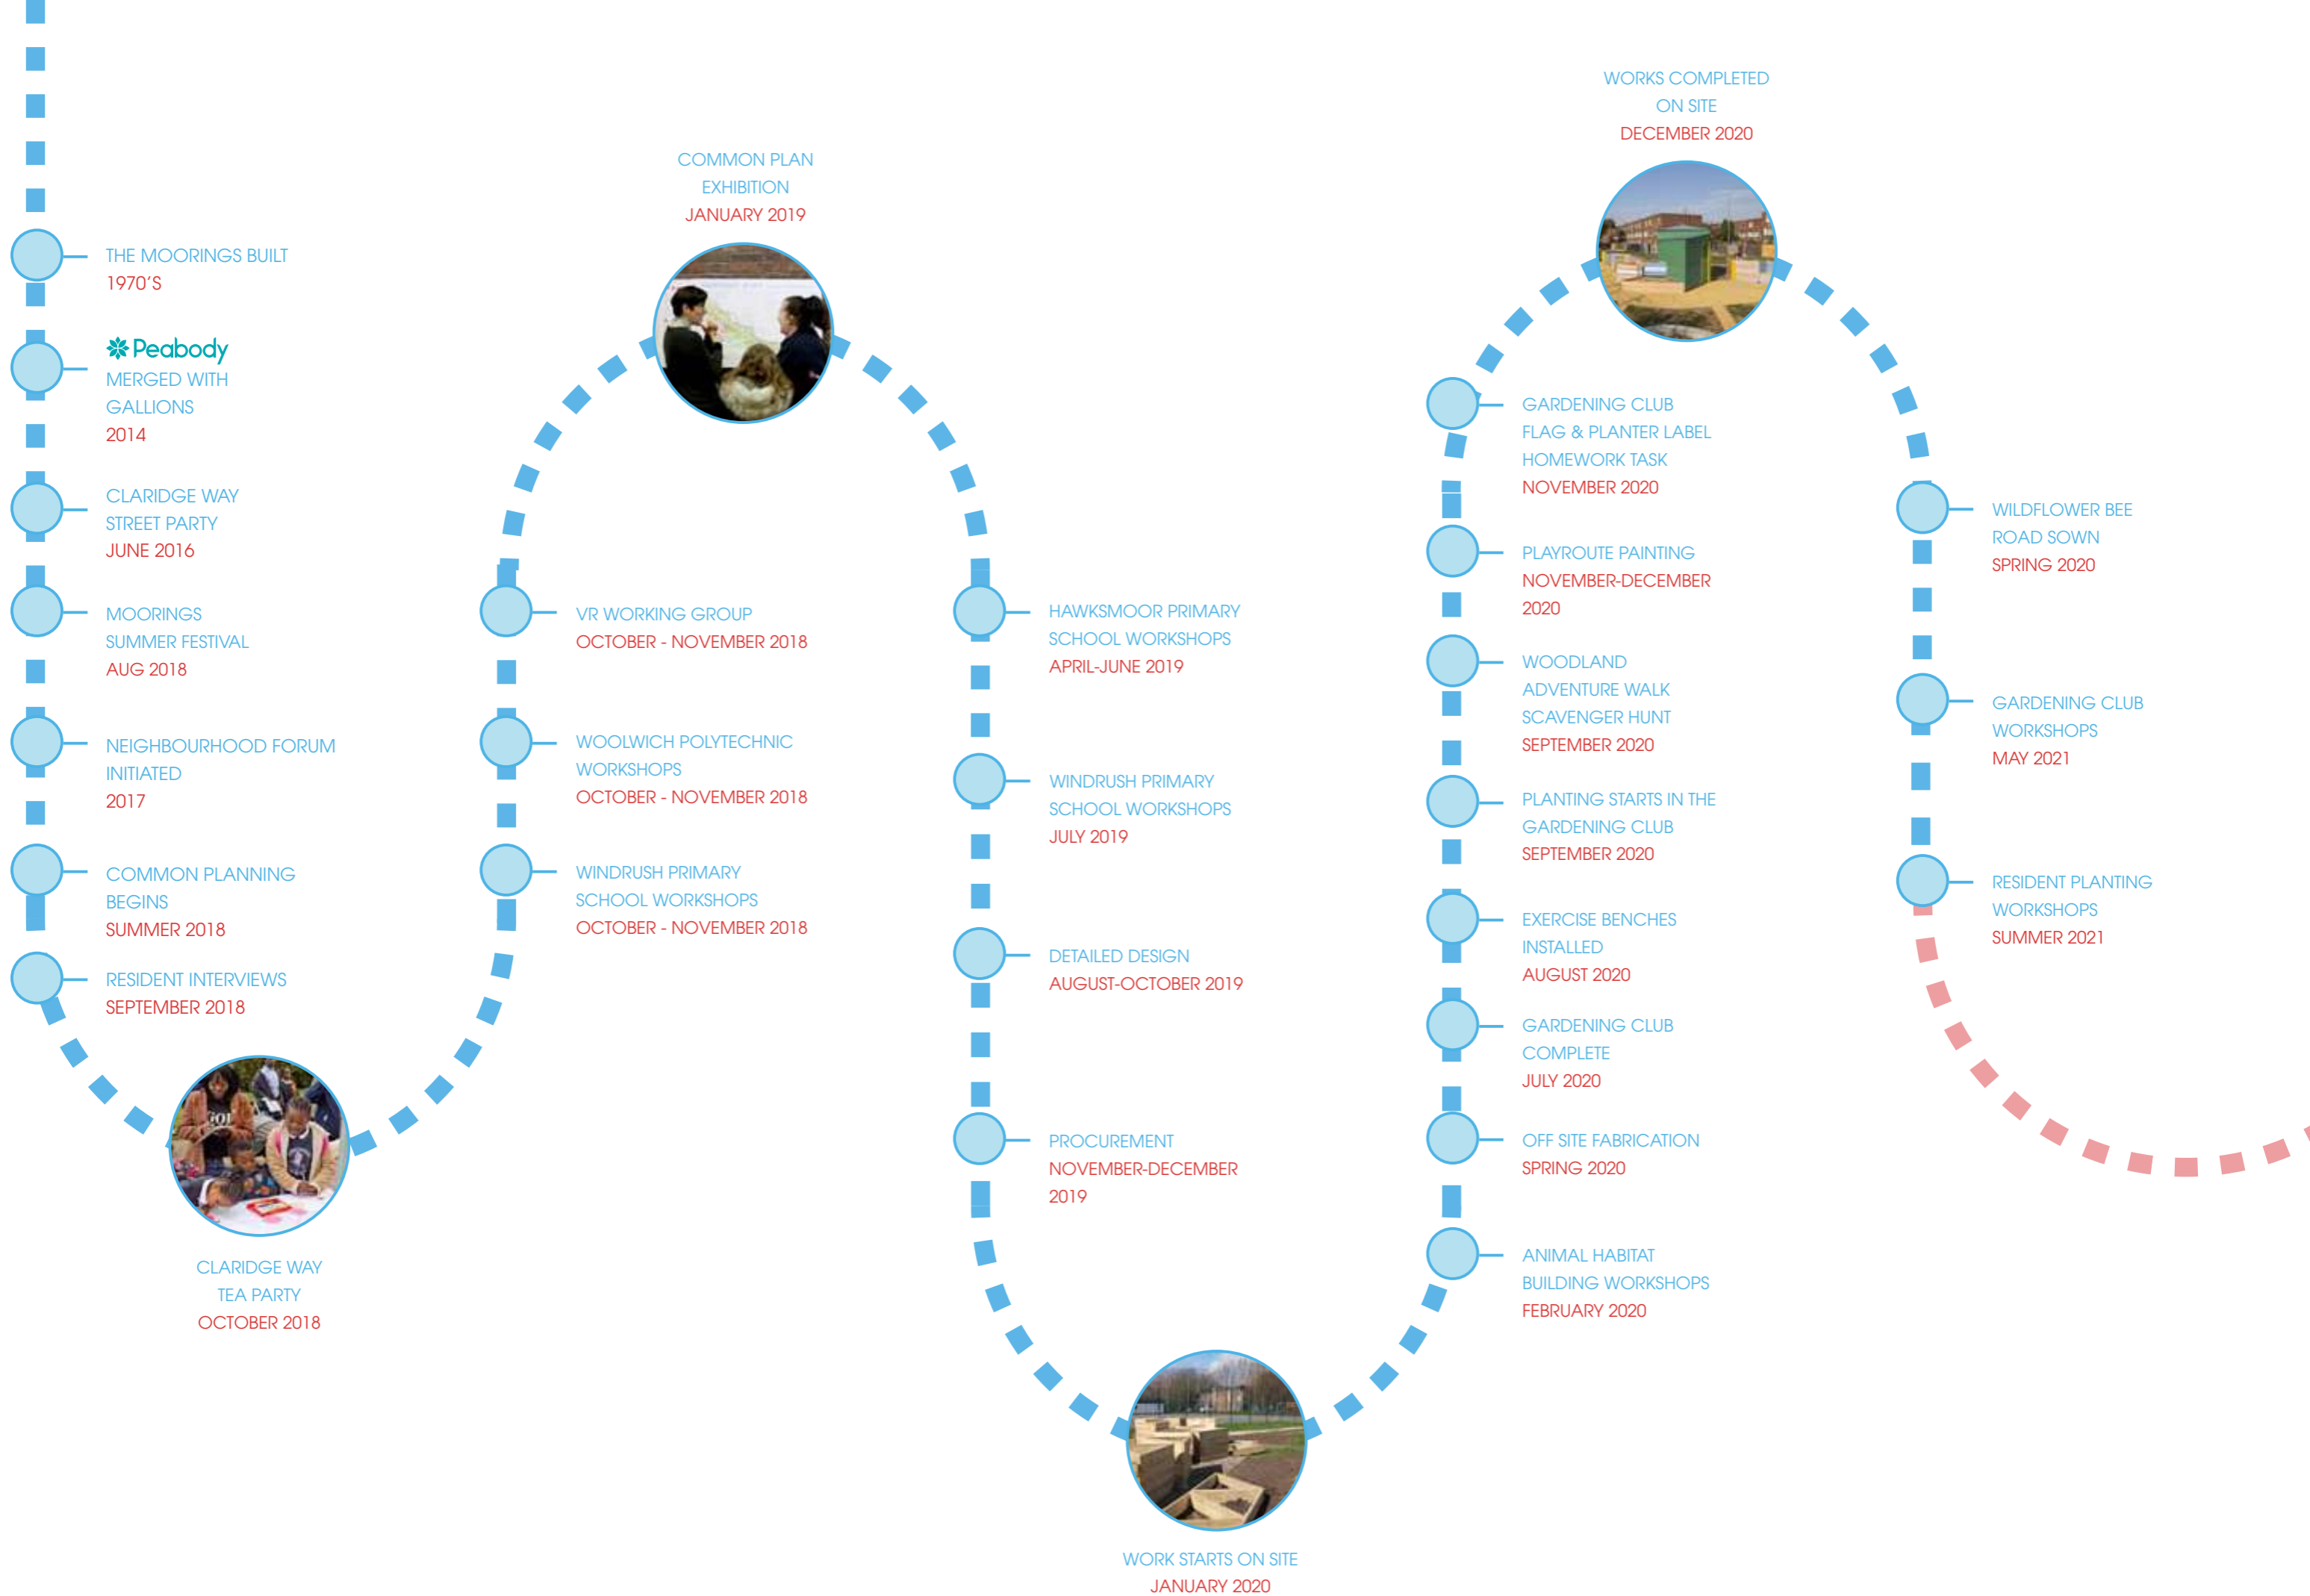 THE MOORINGS BUILT
1970'S
Peabody
MERGED WITH
GALLIONS
2014
CLARIDGE WAY
STREET PARTY
JUNE 2016
MOORINGS
SUMMER FESTIVAL
AUG 2018
NEIGHBOURHOOD FORUM
INITIATED
2017
COMMON PLANNING
BEGINS
SUMMER 2018
RESIDENT INTERVIEWS
SEPTEMBER 2018
CLARIDGE WAY
TEA PARTY
OCTOBER 2018
VR WORKING GROUP
OCTOBER - NOVEMBER 2018
WOOLWICH POLYTECHNIC
WORKSHOPS
OCTOBER - NOVEMBER 2018
WINDRUSH PRIMARY
SCHOOL WORKSHOPS
OCTOBER - NOVEMBER 2018
COMMON PLAN
EXHIBITION
JANUARY 2019
HAWKSMOOR PRIMARY
SCHOOL WORKSHOPS
APRIL-JUNE 2019
WINDRUSH PRIMARY
SCHOOL WORKSHOPS
JULY 2019
DETAILED DESIGN
AUGUST-OCTOBER 2019
PROCUREMENT
NOVEMBER-DECEMBER
2019
WORK STARTS ON SITE
JANUARY 2020
WORKS COMPLETED
ON SITE
DECEMBER 2020
GARDENING CLUB
FLAG & PLANTER LABEL
HOMEWORK TASK
NOVEMBER 2020
PLAYROUTE PAINTING
NOVEMBER-DECEMBER
2020
WOODLAND
ADVENTURE WALK
SCAVENGER HUNT
SEPTEMBER 2020
PLANTING STARTS IN THE
GARDENING CLUB
SEPTEMBER 2020
EXERCISE BENCHES
INSTALLED
AUGUST 2020
GARDENING CLUB
COMPLETE
JULY 2020
OFF SITE FABRICATION
SPRING 2020
ANIMAL HABITAT
BUILDING WORKSHOPS
FEBRUARY 2020
WILDFLOWER BEE
ROAD SOWN
SPRING 2020
GARDENING CLUB
WORKSHOPS
MAY 2021
RESIDENT PLANTING
WORKSHOPS
SUMMER 2021